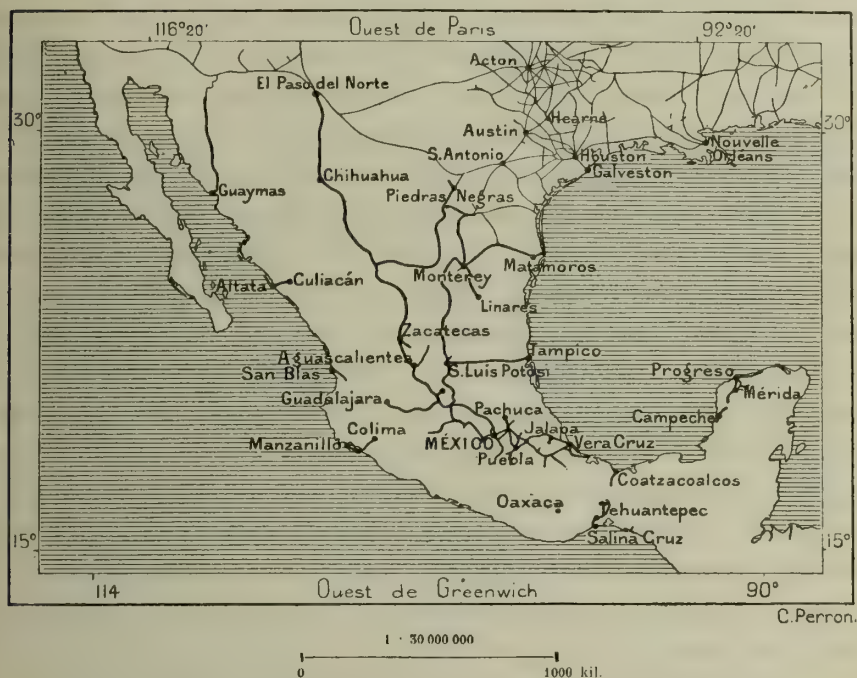 116°20' Ouest de Paris 92°20'
Acton
El Paso del Norte
Hearne
30° 30°
Austin
Nouvelle
Orléans
S. Antonio
Houston
Galveston
Chihuahua
Piedras Negras
Guaymas
Matamoros
Monterey
Altata
Culiacán
Linares
Zacatecas
Tampico
Aguascalientes
S. Luis Potosi
Progreso
San Blas
Mérida
Guadalajara
Pachuca
Campeche
Colima
Jalapa
Manzanillo
MÉXICO
Vera Cruz
Puebla
Coatzacoalcos
Oaxaca
Tehuantepec
Salina Cruz
15° 15°
114 Ouest de Greenwich 90°
C. Perron.
1 : 30 000 000
0 1000 kil.